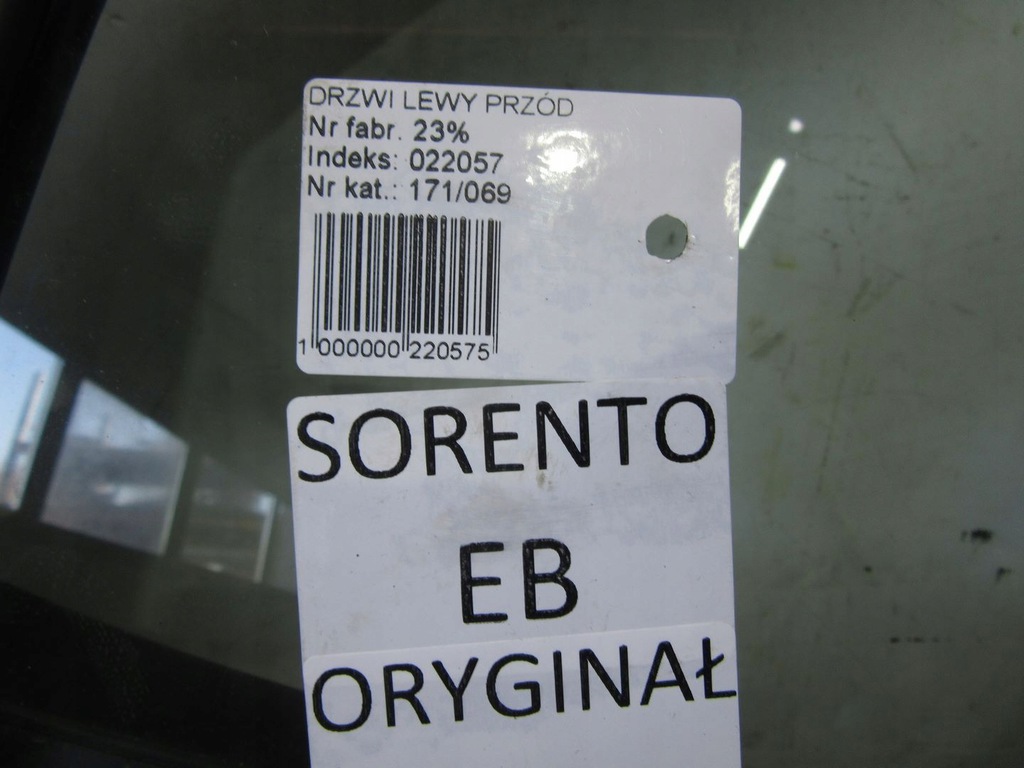 DRZWI LEWY PRZÓD
Nr fabr. 23%
Indeks: 022057
Nr kat.: 171/069
1 000000 220575
SORENTO
EB
ORYGINAŁ